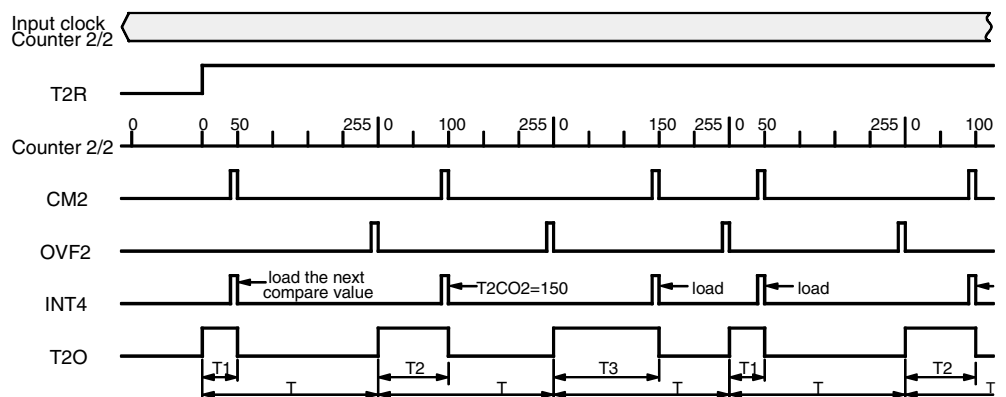 Input clock
Counter 2/2
T2R
0 0 50 255 0 100 255 0 150 255 0 50 255 0 100
Counter 2/2
CM2
OVF2
INT4
load the next
compare value
T2CO2=150
load
load
T2O
T1 T2 T3 T1 T2
T T T T T